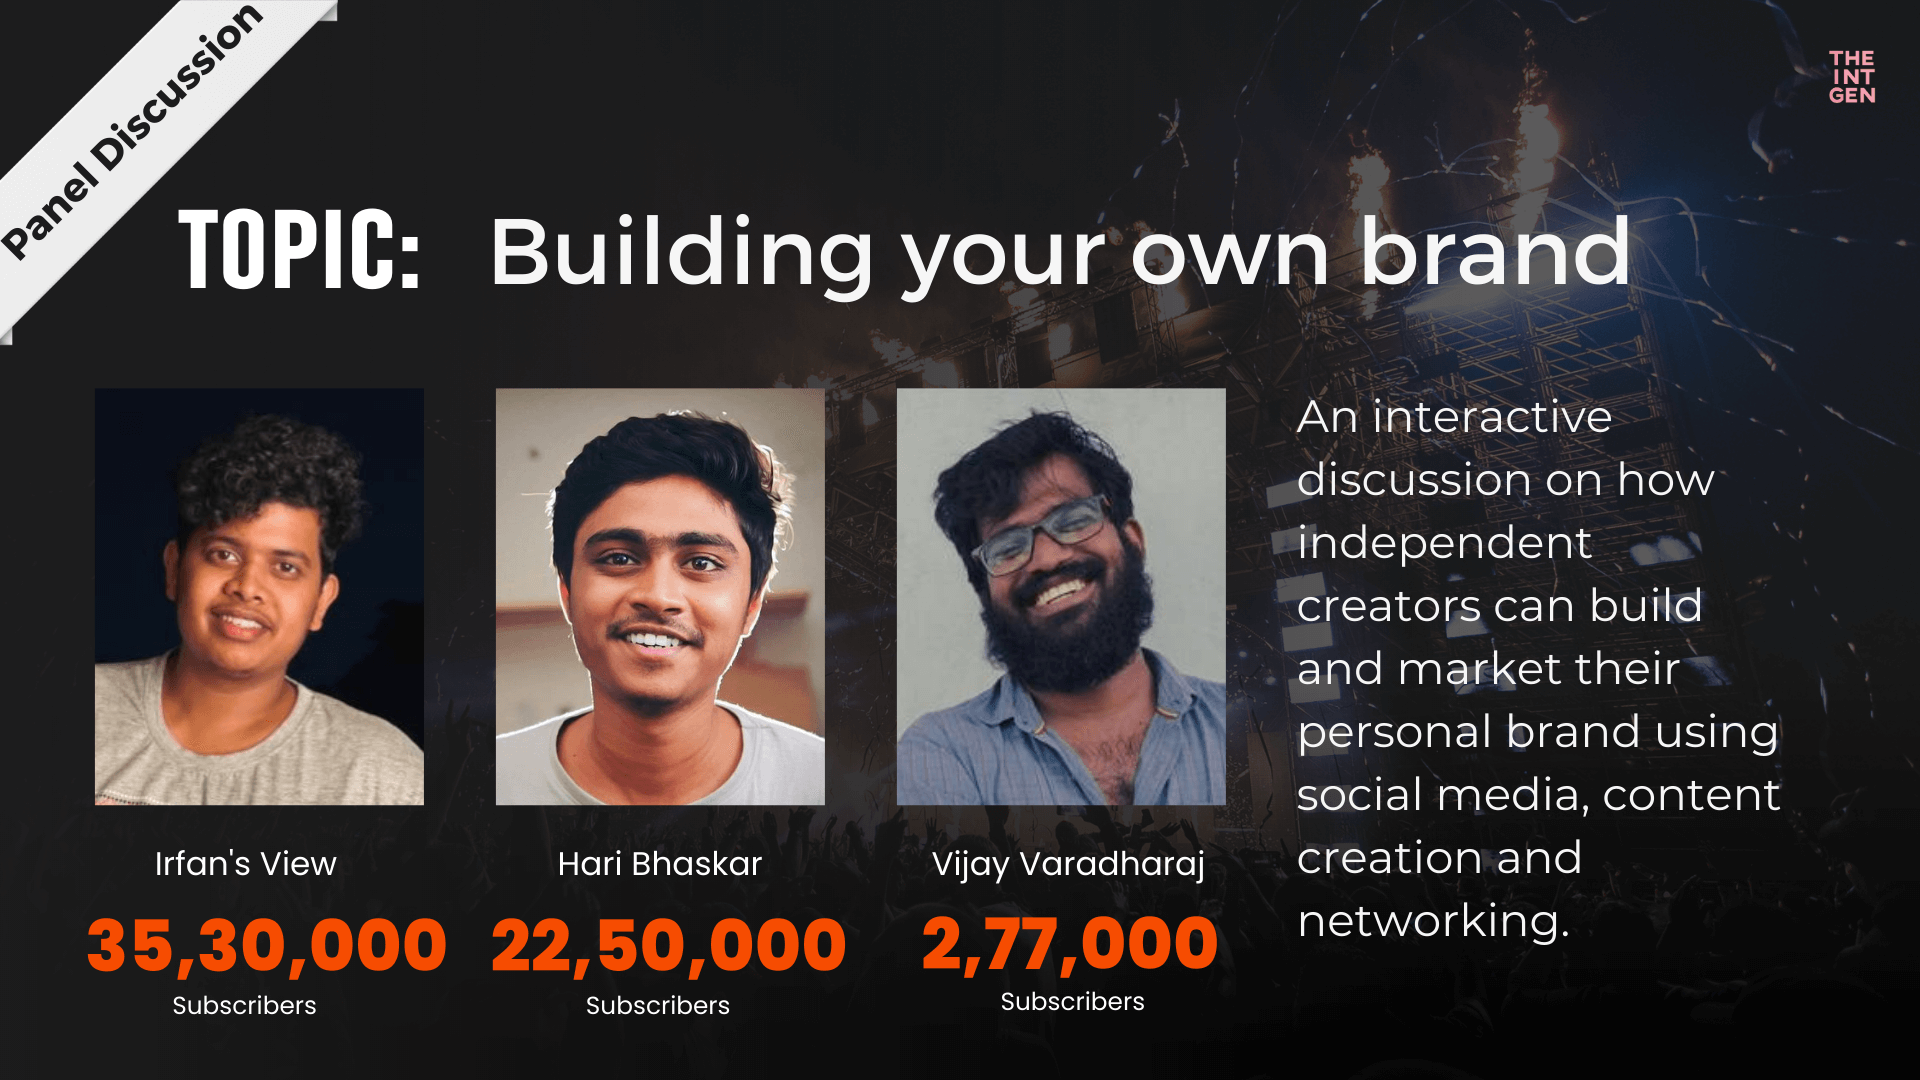 Panel Discussion
THE
INT
GEN
TOPIC: Building your own brand
An interactive
discussion on how
independent
creators can build
and market their
personal brand using
social media, content
creation and
networking.
Irfan's View
35,30,000
Subscribers
Hari Bhaskar
22,50,000
Subscribers
Vijay Varadharaj
2,77,000
Subscribers